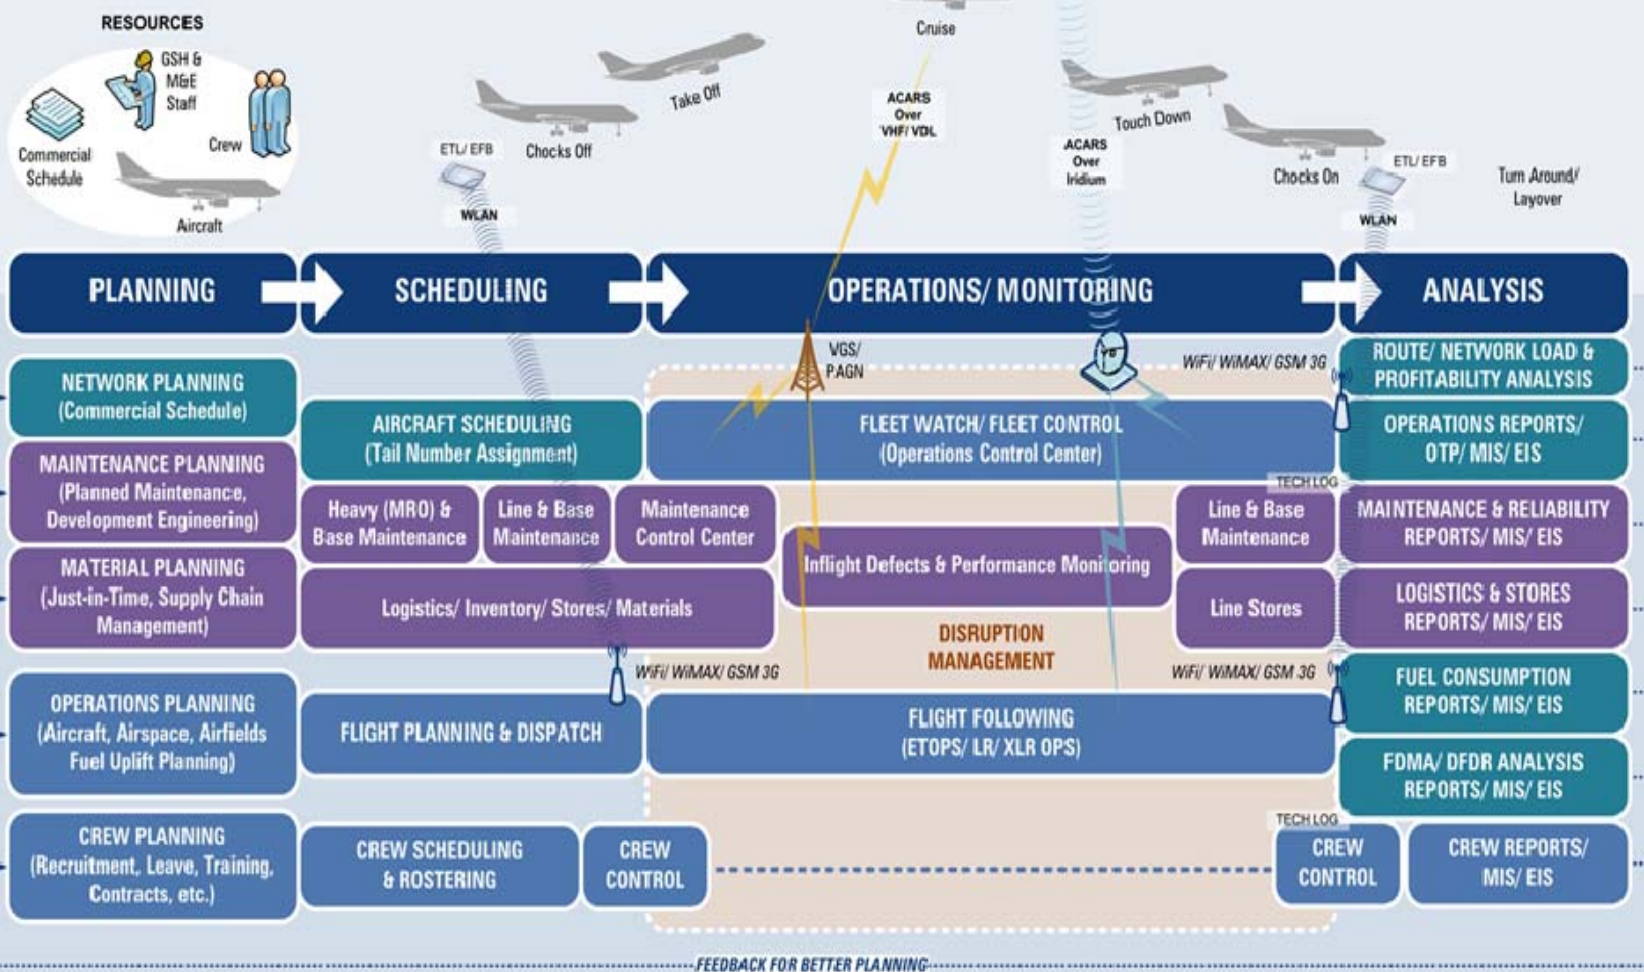 RESOURCES
GSH &
M&E
Staff
Crew
Commercial
Schedule
Aircraft
ETL/ EFB
WLAN
Chocks Off
Take Off
Cruise
ACARS
Over
VHF/ VDL
ACARS
Over
Iridium
Touch Down
Chocks On
ETL/ EFB
WLAN
Turn Around/
Layover
PLANNING
SCHEDULING
OPERATIONS/ MONITORING
ANALYSIS
NETWORK PLANNING
(Commercial Schedule)
MAINTENANCE PLANNING
(Planned Maintenance,
Development Engineering)
MATERIAL PLANNING
(Just-in-Time, Supply Chain
Management)
OPERATIONS PLANNING
(Aircraft, Airspace, Airfields
Fuel Uplift Planning)
CREW PLANNING
(Recruitment, Leave, Training,
Contracts, etc.)
AIRCRAFT SCHEDULING
(Tail Number Assignment)
Heavy (MRO) &
Base Maintenance
Line & Base
Maintenance
Maintenance
Control Center
Logistics/ Inventory/ Stores/ Materials
WiFi/ WiMAX/ GSM 3G
FLIGHT PLANNING & DISPATCH
CREW SCHEDULING
& ROSTERING
CREW
CONTROL
VGS/
PAGN
WiFi/ WiMAX/ GSM 3G
FLEET WATCH/ FLEET CONTROL
(Operations Control Center)
TECH LOG
Inflight Defects & Performance Monitoring
Line & Base
Maintenance
Line Stores
DISRUPTION
MANAGEMENT
WiFi/ WiMAX/ GSM 3G
FLIGHT FOLLOWING
(ETOPS/ LR/ XLR OPS)
TECH LOG
CREW
CONTROL
ROUTE/ NETWORK LOAD &
PROFITABILITY ANALYSIS
OPERATIONS REPORTS/
OTP/ MIS/ EIS
MAINTENANCE & RELIABILITY
REPORTS/ MIS/ EIS
LOGISTICS & STORES
REPORTS/ MIS/ EIS
FUEL CONSUMPTION
REPORTS/ MIS/ EIS
FDMA/ DFDR ANALYSIS
REPORTS/ MIS/ EIS
CREW REPORTS/
MIS/ EIS
FEEDBACK FOR BETTER PLANNING